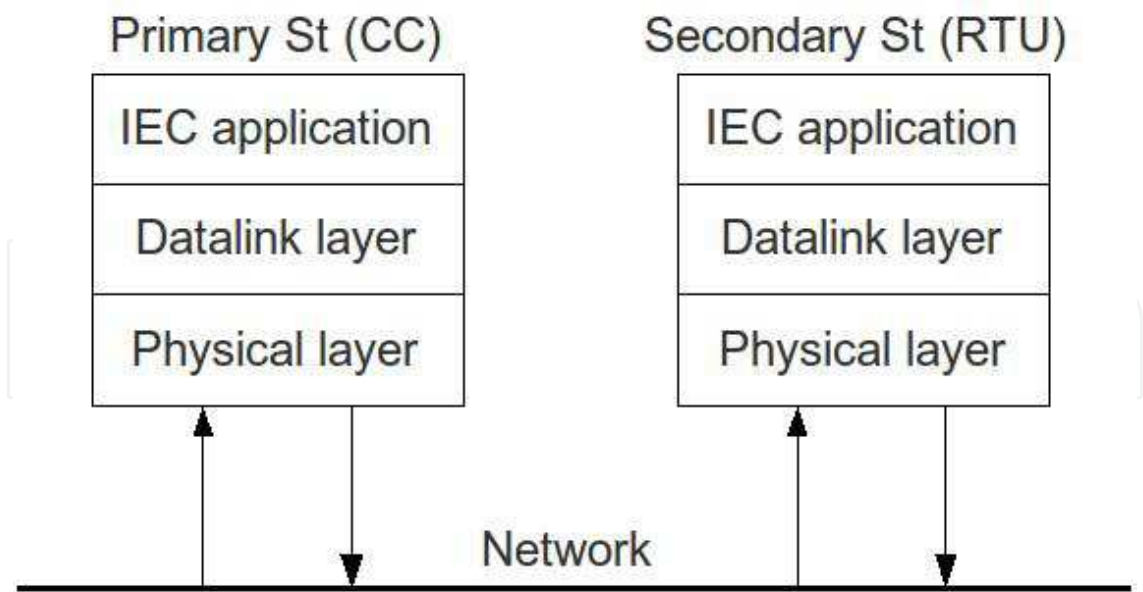 Primary St (CC)
IEC application
Datalink layer
Physical layer
Secondary St (RTU)
IEC application
Datalink layer
Physical layer
Network